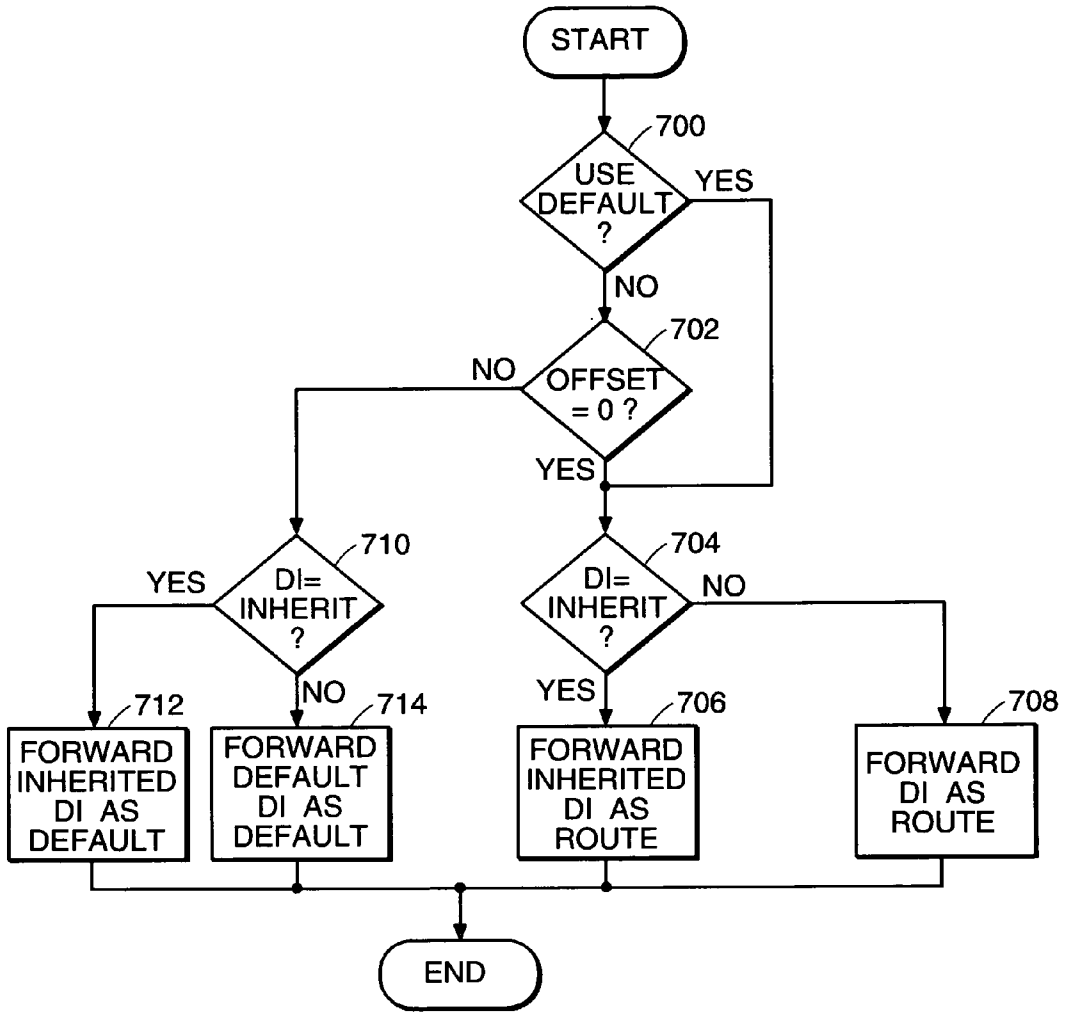 START
700
USE
DEFAULT
?
YES
NO
702
OFFSET
= 0 ?
NO
YES
710
DI=
INHERIT
?
YES
NO
704
DI=
INHERIT
?
NO
YES
712
FORWARD
INHERITED
DI AS
DEFAULT
714
FORWARD
DEFAULT
DI AS
DEFAULT
706
FORWARD
INHERITED
DI AS
ROUTE
708
FORWARD
DI AS
ROUTE
END